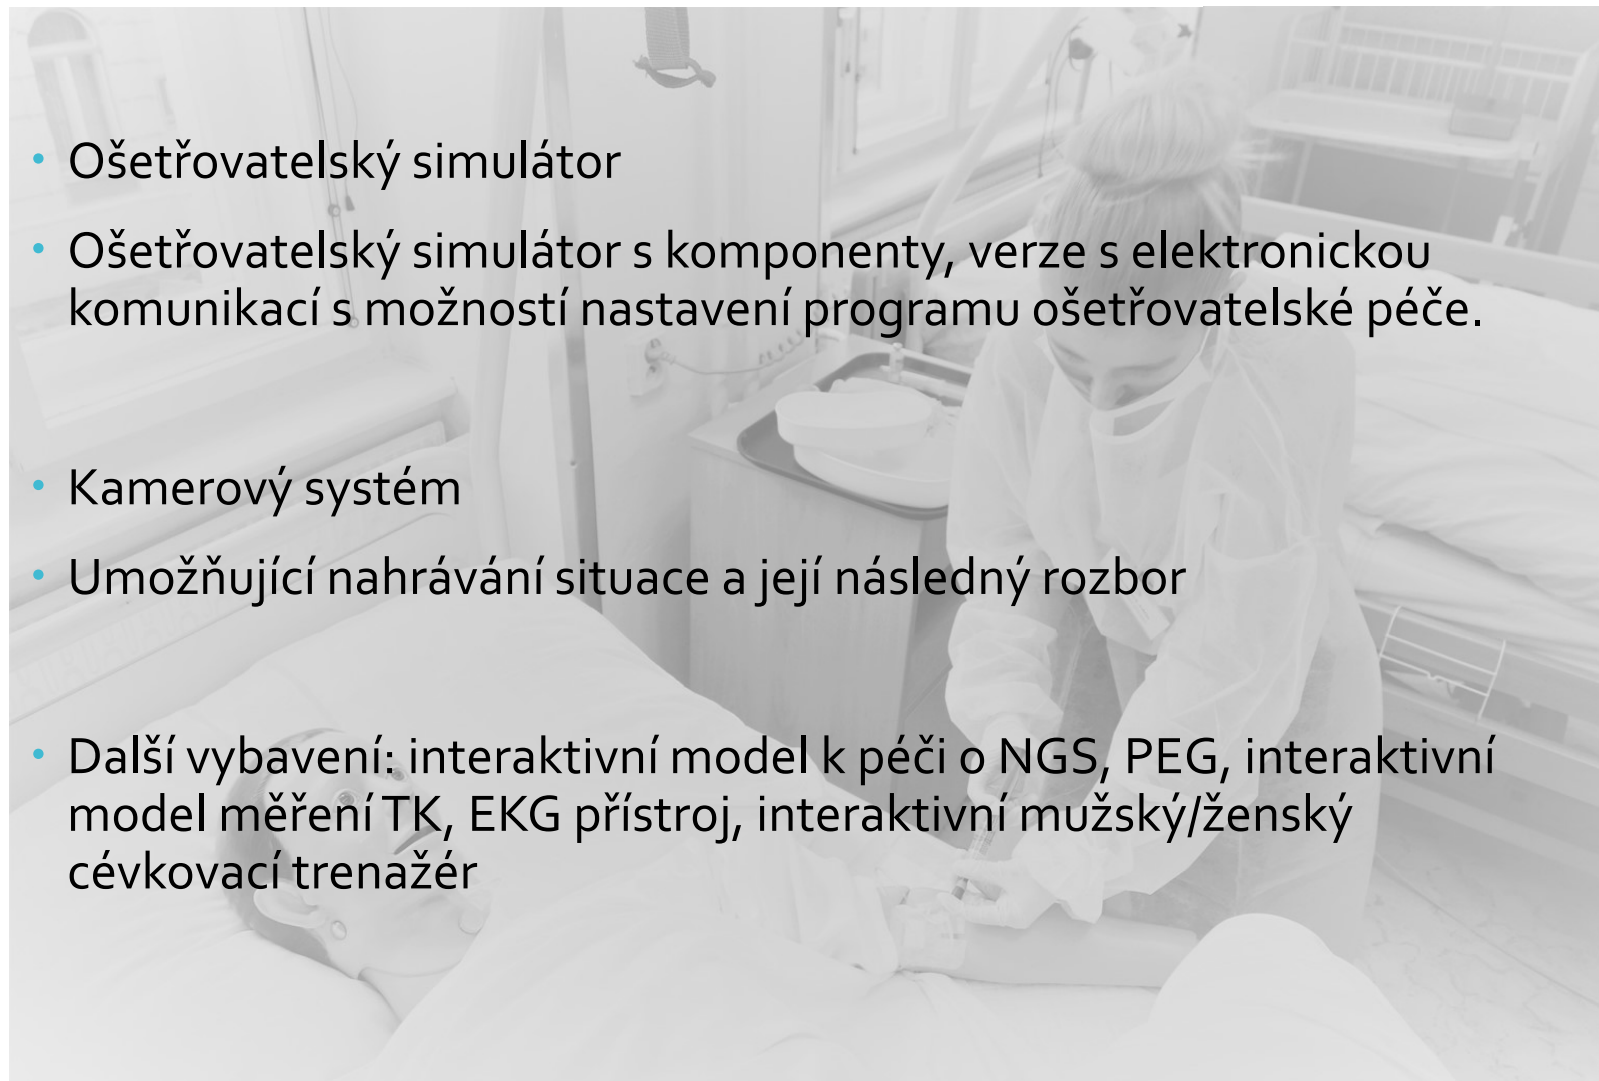 Ošetřovatelský simulátor
Ošetřovatelský simulátor s komponenty, verze s elektronickou
komunikací s možností nastavení programu ošetřovatelské péče.
Kamerový systém
Umožňující nahrávání situace a její následný rozbor
Další vybavení: interaktivní model k péči o NGS, PEG, interaktivní
model měření TK, EKG přístroj, interaktivní mužský/ženský
cévkovací trenažér